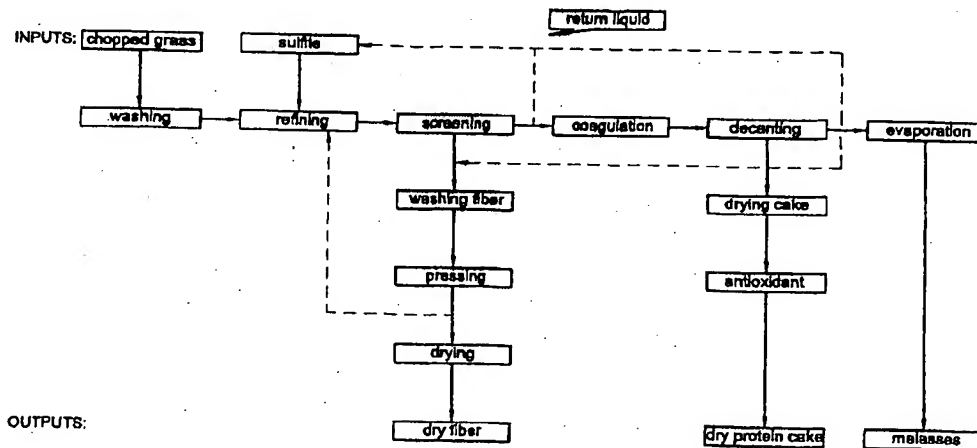 return liquid
INPUTS: chopped grass
sulfite
washing
refining
screening
coagulation
decanting
evaporation
washing fiber
drying cake
pressing
antioxidant
drying
OUTPUTS:
dry fiber
dry protein cake
melasses